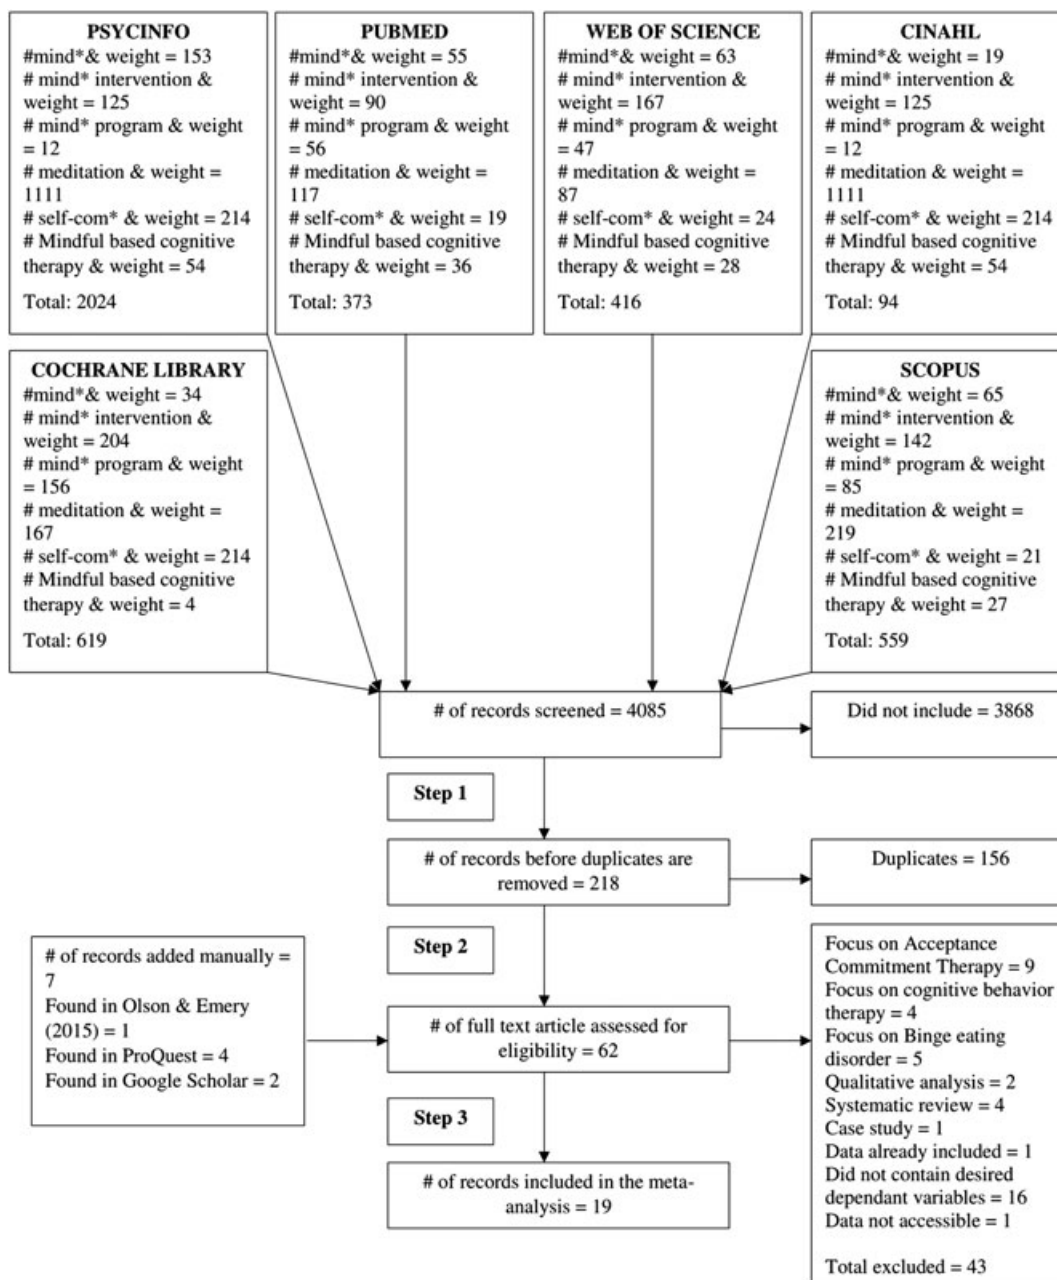 PSYCINFO
#mind*& weight = 153
# mind* intervention &
weight = 125
# mind* program & weight
= 12
# meditation & weight =
1111
# self-com* & weight = 214
# Mindful based cognitive
therapy & weight = 54
Total: 2024
PUBMED
#mind*& weight = 55
# mind* intervention &
weight = 90
# mind* program & weight
= 56
# meditation & weight =
117
# self-com* & weight = 19
# Mindful based cognitive
therapy & weight = 36
Total: 373
WEB OF SCIENCE
#mind*& weight = 63
# mind* intervention &
weight = 167
# mind* program & weight
= 47
# meditation & weight =
87
# self-com* & weight = 24
# Mindful based cognitive
therapy & weight = 28
Total: 416
CINAHL
#mind*& weight = 19
# mind* intervention &
weight = 125
# mind* program & weight
= 12
# meditation & weight =
1111
# self-com* & weight = 214
# Mindful based cognitive
therapy & weight = 54
Total: 94
COCHRANE LIBRARY
#mind*& weight = 34
# mind* intervention &
weight = 204
# mind* program & weight
= 156
# meditation & weight =
167
# self-com* & weight = 214
# Mindful based cognitive
therapy & weight = 4
Total: 619
SCOPUS
#mind*& weight = 65
# mind* intervention &
weight = 142
# mind* program & weight
= 85
# meditation & weight =
219
# self-com* & weight = 21
# Mindful based cognitive
therapy & weight = 27
Total: 559
# of records screened = 4085
Did not include = 3868
Step 1
# of records before duplicates are
removed = 218
Duplicates = 156
Step 2
# of records added manually =
7
Found in Olson & Emery
(2015) = 1
Found in ProQuest = 4
Found in Google Scholar = 2
# of full text article assessed for
eligibility = 62
Focus on Acceptance
Commitment Therapy = 9
Focus on cognitive behavior
therapy = 4
Focus on Binge eating
disorder = 5
Qualitative analysis = 2
Systematic review = 4
Case study = 1
Data already included = 1
Did not contain desired
dependant variables = 16
Data not accessible = 1
Total excluded = 43
Step 3
# of records included in the meta-
analysis = 19